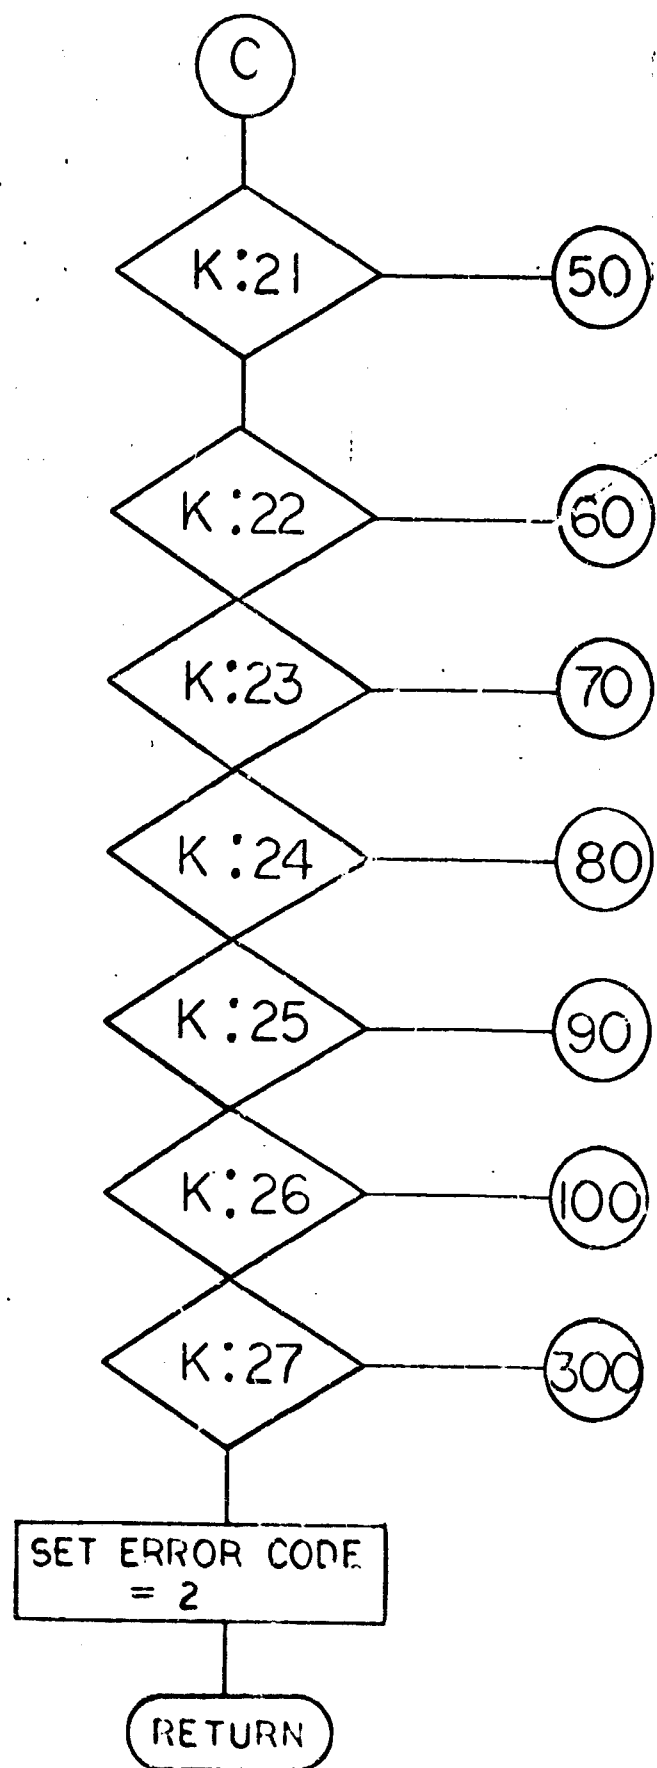 C
K:21
50
K:22
60
K:23
70
K:24
80
K:25
90
K:26
100
K:27
300
SET ERROR CODE
= 2
RETURN